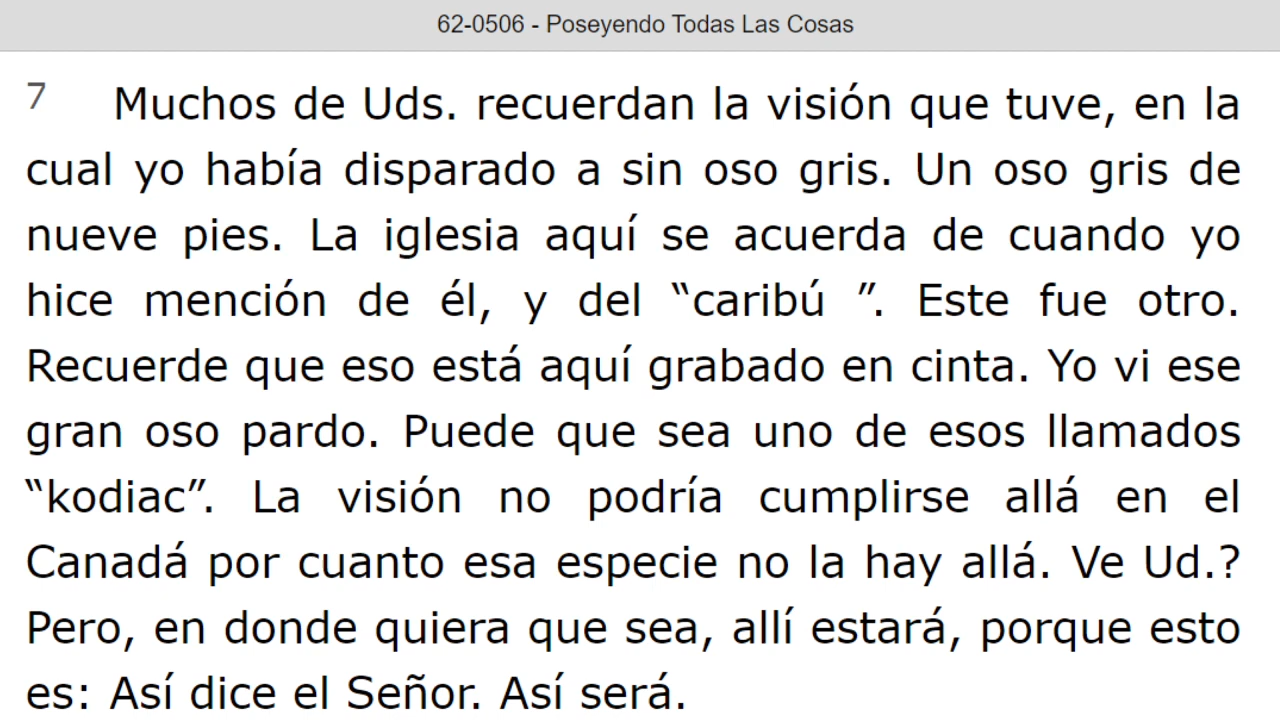 62-0506 - Poseyendo Todas Las Cosas
7 Muchos de Uds. recuerdan la visión que tuve, en la
cual yo había disparado a sin oso gris. Un oso gris de
nueve pies. La iglesia aquí se acuerda de cuando yo
hice mención de él, y del “caribú ”. Este fue otro.
Recuerde que eso está aquí grabado en cinta. Yo vi ese
gran oso pardo. Puede que sea uno de esos llamados
“kodiac”. La visión no podría cumplirse allá en el
Canadá por cuanto esa especie no la hay allá. Ve Ud.?
Pero, en donde quiera que sea, allí estará, porque esto
es: Así dice el Señor. Así será.